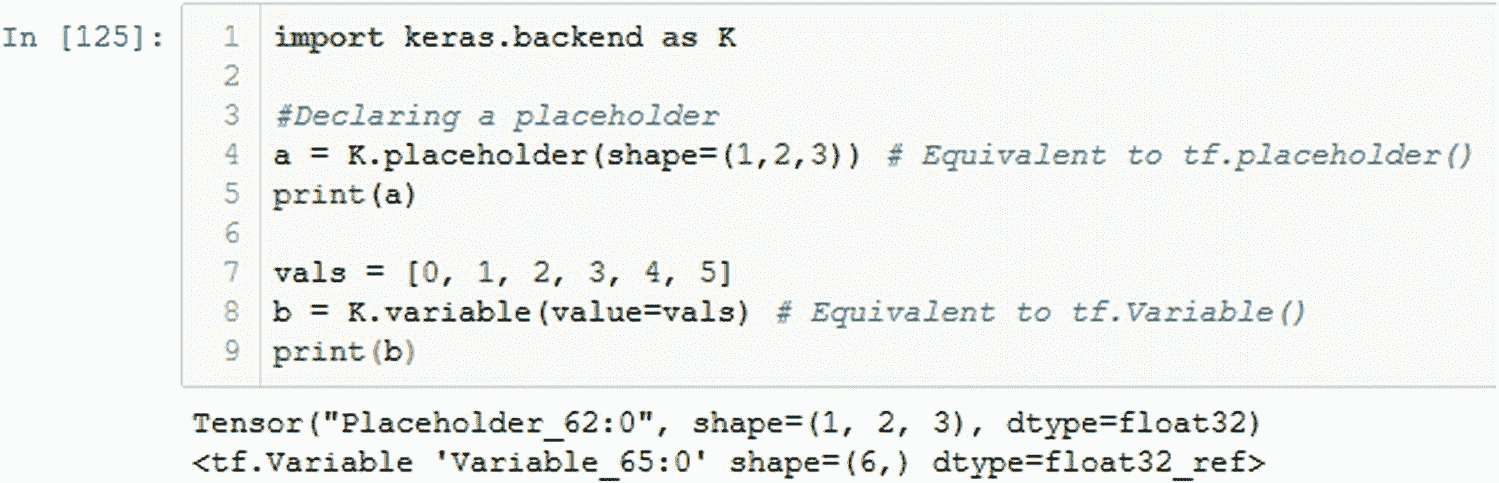 In [125]:
1 import keras.backend as K
2
3 #Declaring a placeholder
4 a = K.placeholder(shape=(1,2,3)) # Equivalent to tf.placeholder()
5 print(a)
6
7 vals = [0, 1, 2, 3, 4, 5]
8 b = K.variable(value=vals) # Equivalent to tf.Variable()
9 print(b)
Tensor("Placeholder_62:0", shape=(1, 2, 3), dtype=float32)
<tf.Variable 'Variable_65:0' shape=(6,) dtype=float32_ref>